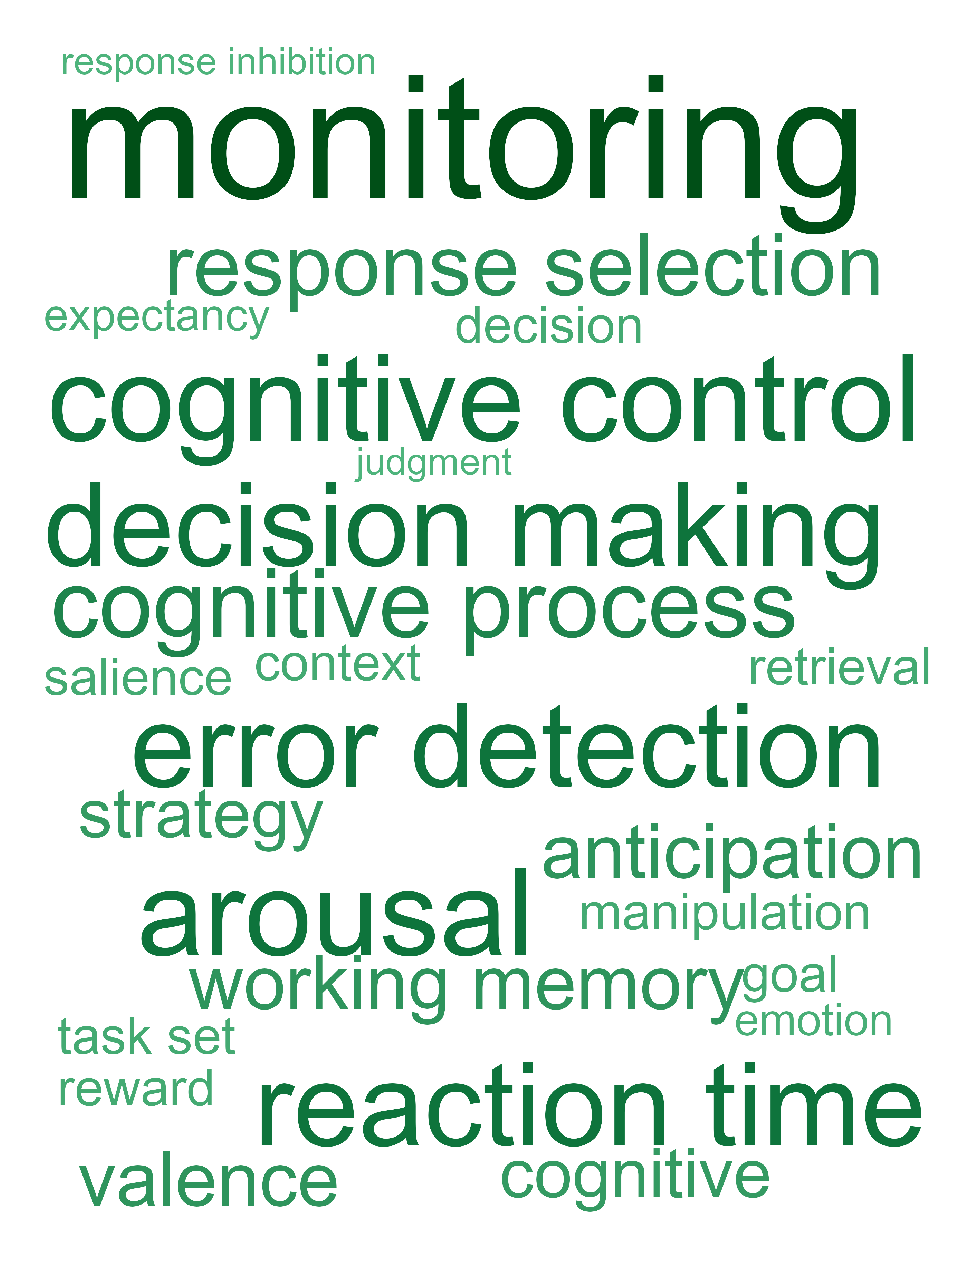 response inhibition
monitoring
response selection
expectancy
decision
cognitive control
judgment
decision making
cognitive process
salience
context
retrieval
error detection
strategy
anticipation
arousal
manipulation
working memory
goal
task set
emotion
reward
reaction time
valence
cognitive